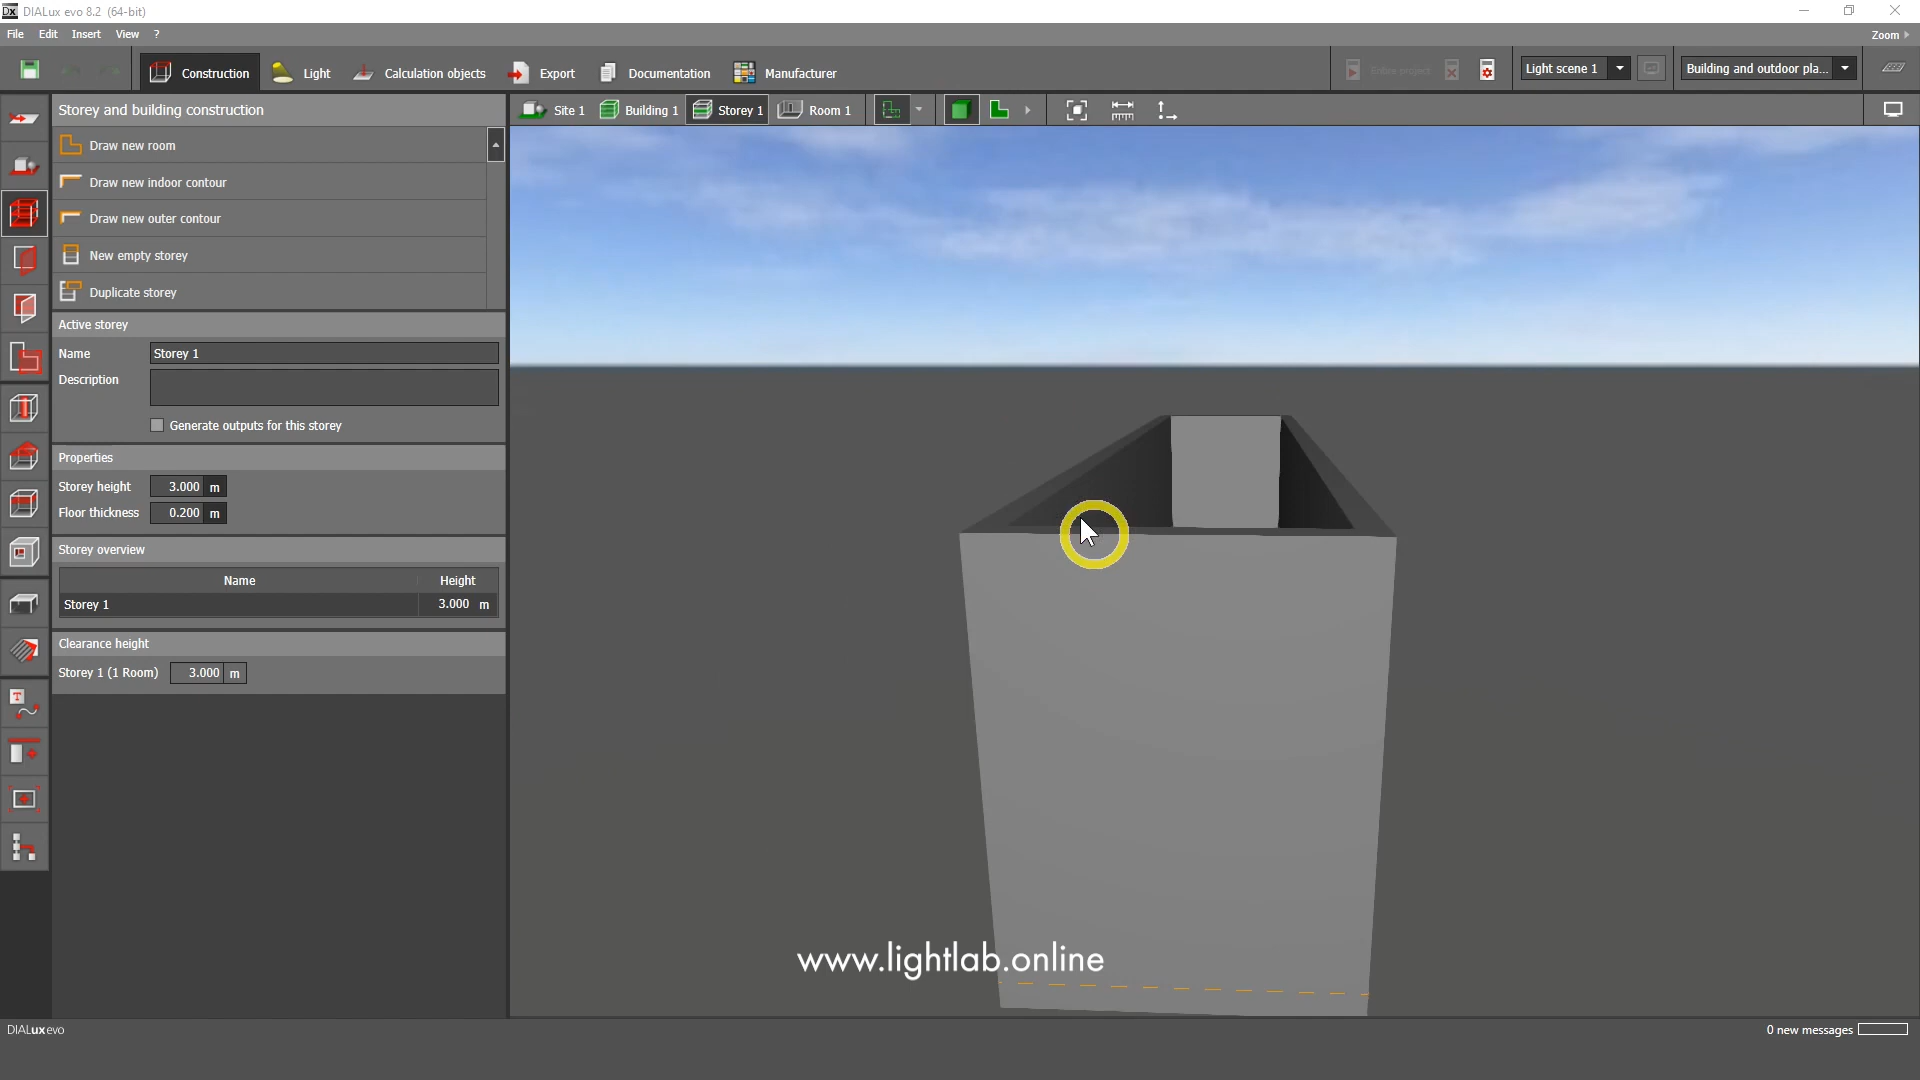 Dx DIALux evo 8.2 (64-bit)
File Edit Insert View ? Zoom
Construction Light Calculation objects Export Documentation Manufacturer Entire project Light scene 1 Building and outdoor pla...
Storey and building construction
Site 1 Building 1 Storey 1 Room 1
Draw new room
Draw new indoor contour
Draw new outer contour
New empty storey
Duplicate storey
Active storey
Name Storey 1
Description
Generate outputs for this storey
Properties
Storey height 3.000 m
Floor thickness 0.200 m
Storey overview
Name Height
Storey 1 3.000 m
Clearance height
Storey 1 (1 Room) 3.000 m
T
www.lightlab.online
DIALux evo 0 new messages